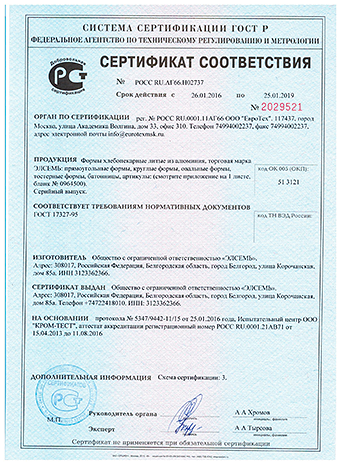 СИСТЕМА СЕРТИФИКАЦИИ ГОСТ Р
ФЕДЕРАЛЬНОЕ АГЕНТСТВО ПО ТЕХНИЧЕСКОМУ РЕГУЛИРОВАНИЮ И МЕТРОЛОГИИ
Добровольная
сертификация
СЕРТИФИКАТ СООТВЕТСТВИЯ
№ РОСС RU.АГ66.Н02737
Срок действия с 26.01.2016 по 25.01.2019
№ 2029521
ОРГАН ПО СЕРТИФИКАЦИИ рег. № РОСС RU.0001.11АГ66 ООО "ЕвроТех". 117437, город
Москва, улица Академика Волгина, дом 33, офис 310. Телефон 74994002237, факс 74994002237,
адрес электронной почты info@eurotexmsk.ru.
ПРОДУКЦИЯ Формы хлебопекарные литые из алюминия, торговая марка
"ЭЛСЕМЬ: прямоугольные формы, круглые формы, овальные формы,
тостерные формы, батонницы, артикулы: (смотрите приложение на 1 листе,
бланк № 0964500).
Серийный выпуск.
код ОК 005 (ОКП):
51 3121
СООТВЕТСТВУЕТ ТРЕБОВАНИЯМ НОРМАТИВНЫХ ДОКУМЕНТОВ
ГОСТ 17327-95
код ТН ВЭД России:
ИЗГОТОВИТЕЛЬ Общество с ограниченной ответственностью «ЭЛСЕМЬ».
Адрес: 308017, Российская Федерация, Белгородская область, город Белгород, улица Корочанская,
дом 85а. ИНН 3123362366.
СЕРТИФИКАТ ВЫДАН Общество с ограниченной ответственностью «ЭЛСЕМЬ».
Адрес: 308017, Российская Федерация, Белгородская область, город Белгород, улица Корочанская,
дом 85а. Телефон +74722418010. ИНН 3123362366.
НА ОСНОВАНИИ протокола № 5347/9442-11/15 от 25.01.2016 года, Испытательный центр ООО
"КРОМ-ТЕСТ", аттестат аккредитации регистрационный номер РОСС RU.0001.21АВ71 от
15.04.2013 до 11.08.2016
ДОПОЛНИТЕЛЬНАЯ ИНФОРМАЦИЯ Схема сертификации: 3.
Руководитель органа
А.А Хромов
Эксперт
А.А Тырсова
Сертификат не применяется при обязательной сертификации